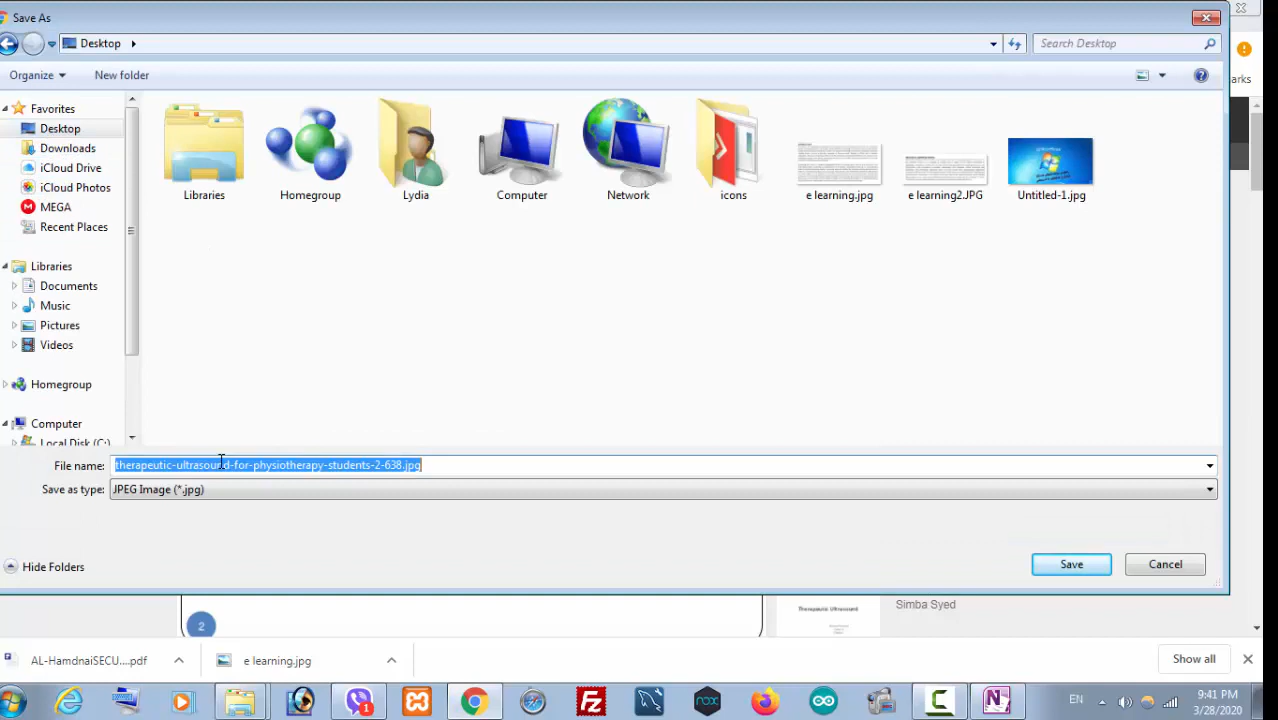 Save As
Desktop
Search Desktop
Organize
New folder
arks
Favorites
Desktop
Downloads
iCloud Drive
iCloud Photos
MEGA
Recent Places
Libraries
Documents
Music
Pictures
Videos
Homegroup
Computer
Local Disk (C:)
Libraries
Homegroup
Lydia
Computer
Network
icons
e learning.jpg
e learning2.JPG
Untitled-1.jpg
File name:
therapeutic-ultrasound-for-physiotherapy-students-2-638.jpg
Save as type:
JPEG Image (*.jpg)
Hide Folders
Save
Cancel
2
Therapeutic Ultrasound
Simba Syed
AL-HamdnaiSECU....pdf
e learning.jpg
Show all
1
EN
9:41 PM
3/28/2020